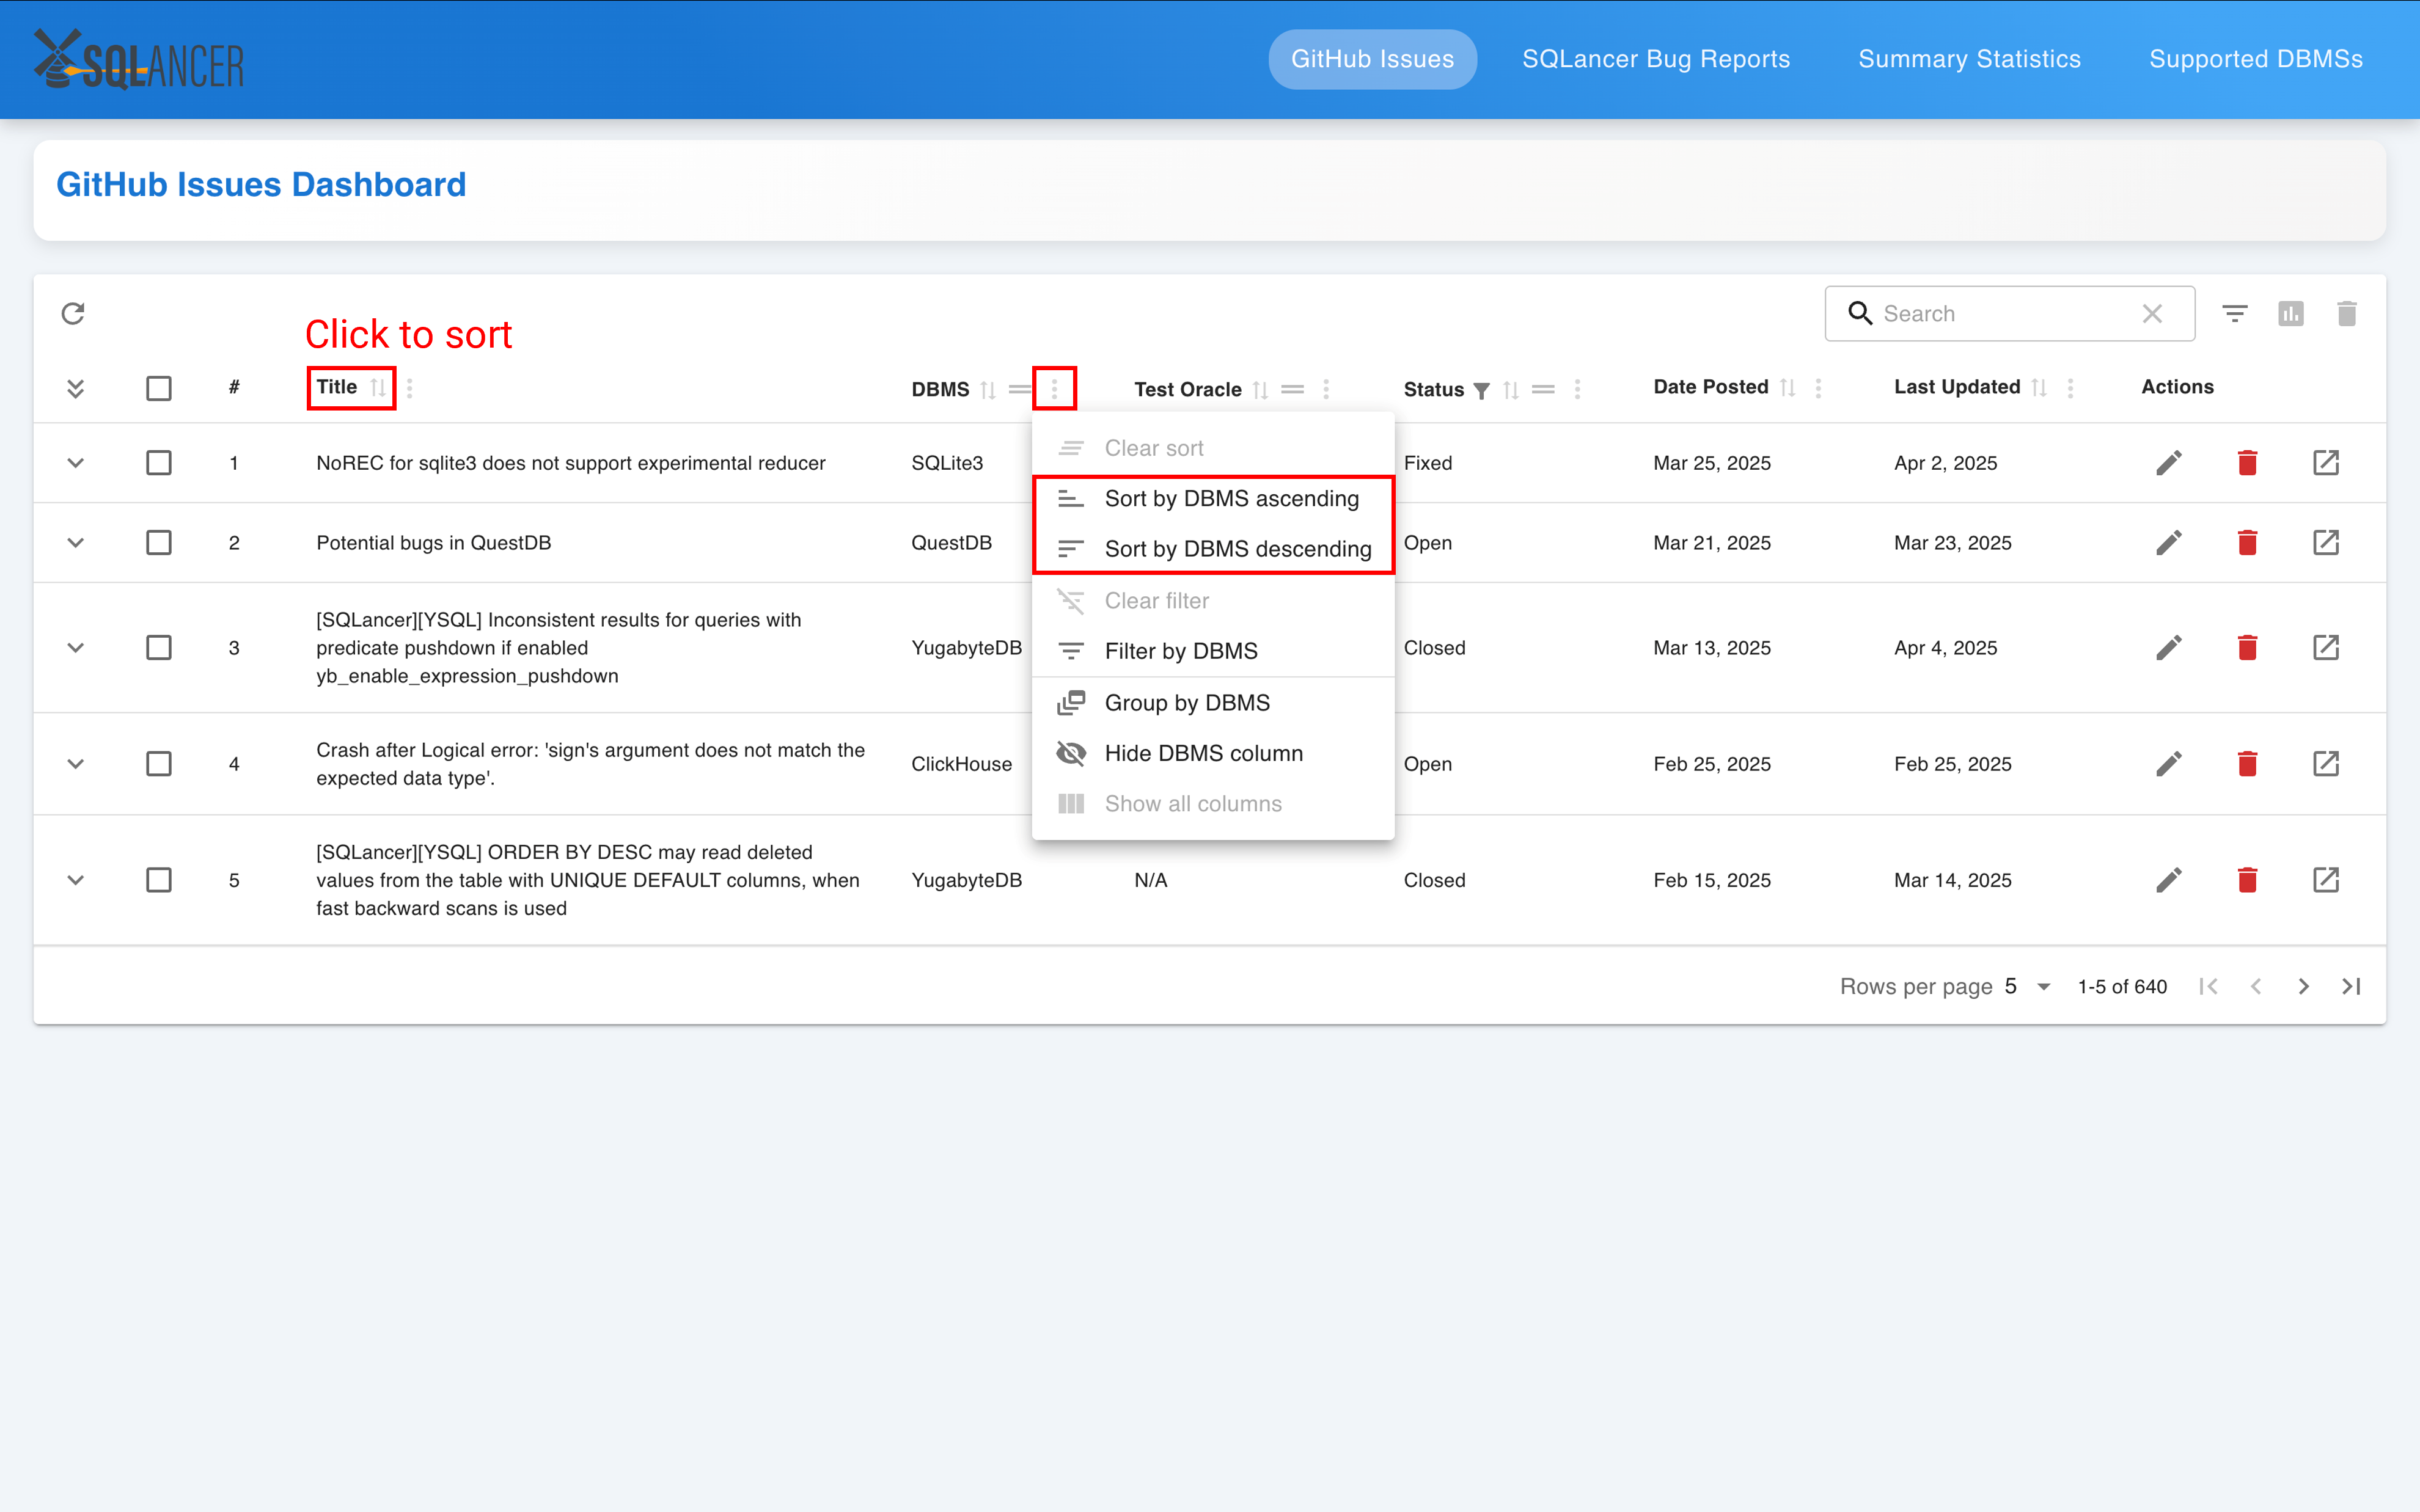 SQLANCER
GitHub Issues
SQLancer Bug Reports
Summary Statistics
Supported DBMSs
GitHub Issues Dashboard
Search
Click to sort
#
Title
DBMS
Test Oracle
Status
Date Posted
Last Updated
Actions
1
NoREC for sqlite3 does not support experimental reducer
SQLite3
Fixed
Mar 25, 2025
Apr 2, 2025
2
Potential bugs in QuestDB
QuestDB
Open
Mar 21, 2025
Mar 23, 2025
3
[SQLancer][YSQL] Inconsistent results for queries with
predicate pushdown if enabled
yb_enable_expression_pushdown
YugabyteDB
Closed
Mar 13, 2025
Apr 4, 2025
4
Crash after Logical error: 'sign's argument does not match the
expected data type'.
ClickHouse
Open
Feb 25, 2025
Feb 25, 2025
5
[SQLancer][YSQL] ORDER BY DESC may read deleted
values from the table with UNIQUE DEFAULT columns, when
fast backward scans is used
YugabyteDB
N/A
Closed
Feb 15, 2025
Mar 14, 2025
Clear sort
Sort by DBMS ascending
Sort by DBMS descending
Clear filter
Filter by DBMS
Group by DBMS
Hide DBMS column
Show all columns
Rows per page 5
1-5 of 640